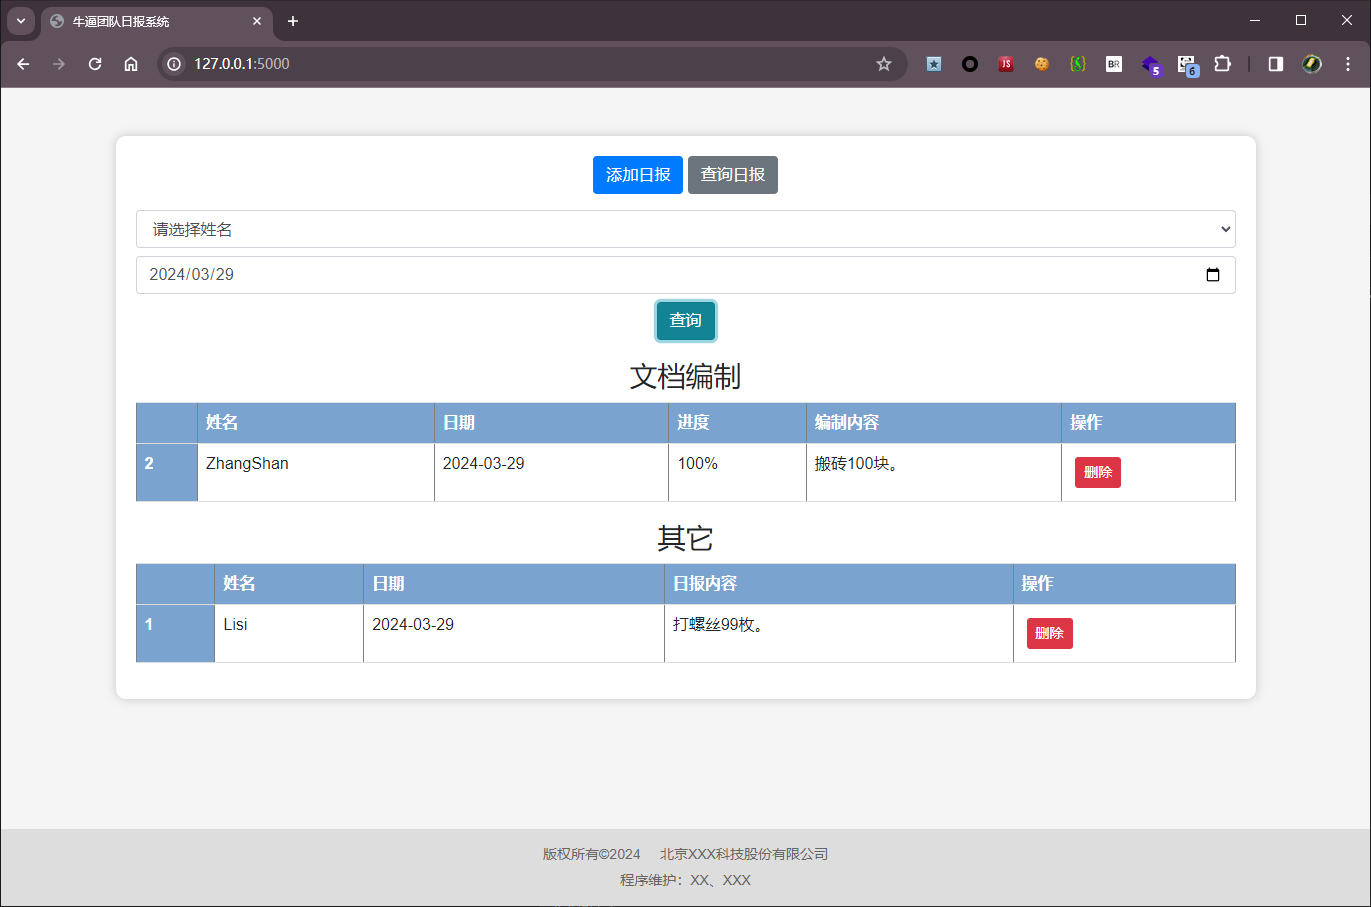 牛逼团队日报系统
127.0.0.1:5000
JS
BR
5
6
添加日报 查询日报
请选择姓名
2024/03/29
查询
文档编制
姓名 日期 进度 编制内容 操作
2 ZhangShan 2024-03-29 100% 搬砖100块。 删除
其它
姓名 日期 日报内容 操作
1 Lisi 2024-03-29 打螺丝99枚。 删除
版权所有©2024 北京XXX科技股份有限公司
程序维护：XX、XXX